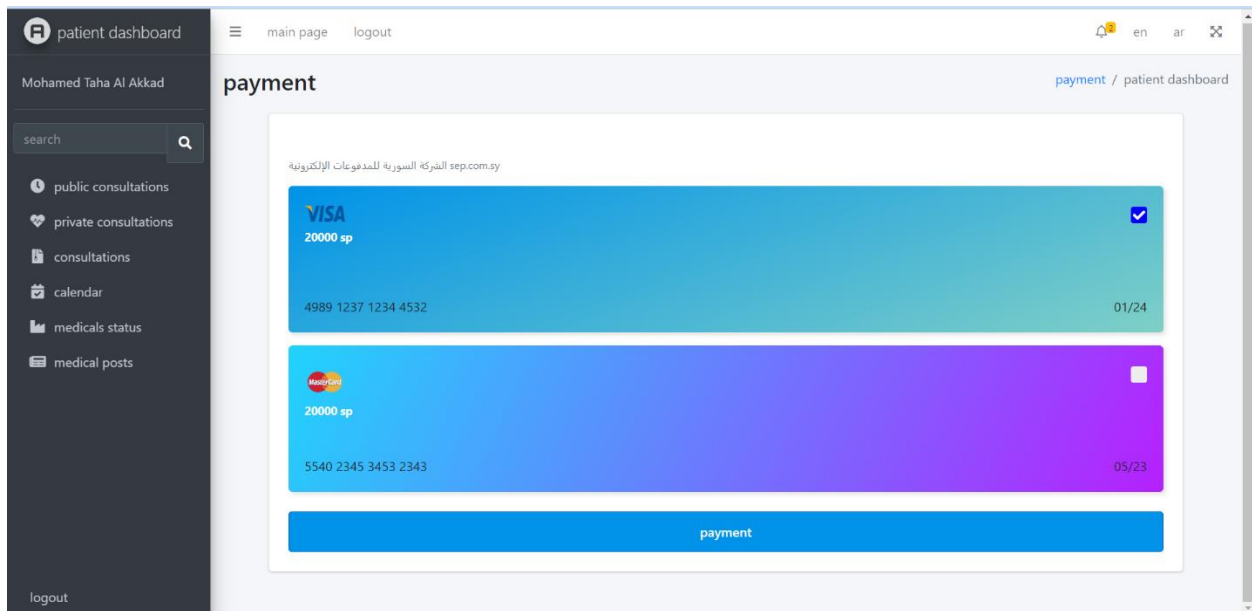 patient dashboard
main page logout
2 en ar
Mohamed Taha Al Akkad
payment
payment / patient dashboard
search
public consultations
private consultations
consultations
calendar
medicals status
medical posts
logout
الشركة السورية للمدفوعات الإلكترونية sep.com.sy
VISA
20000 sp
4989 1237 1234 4532 01/24
MasterCard
20000 sp
5540 2345 3453 2343 05/23
payment